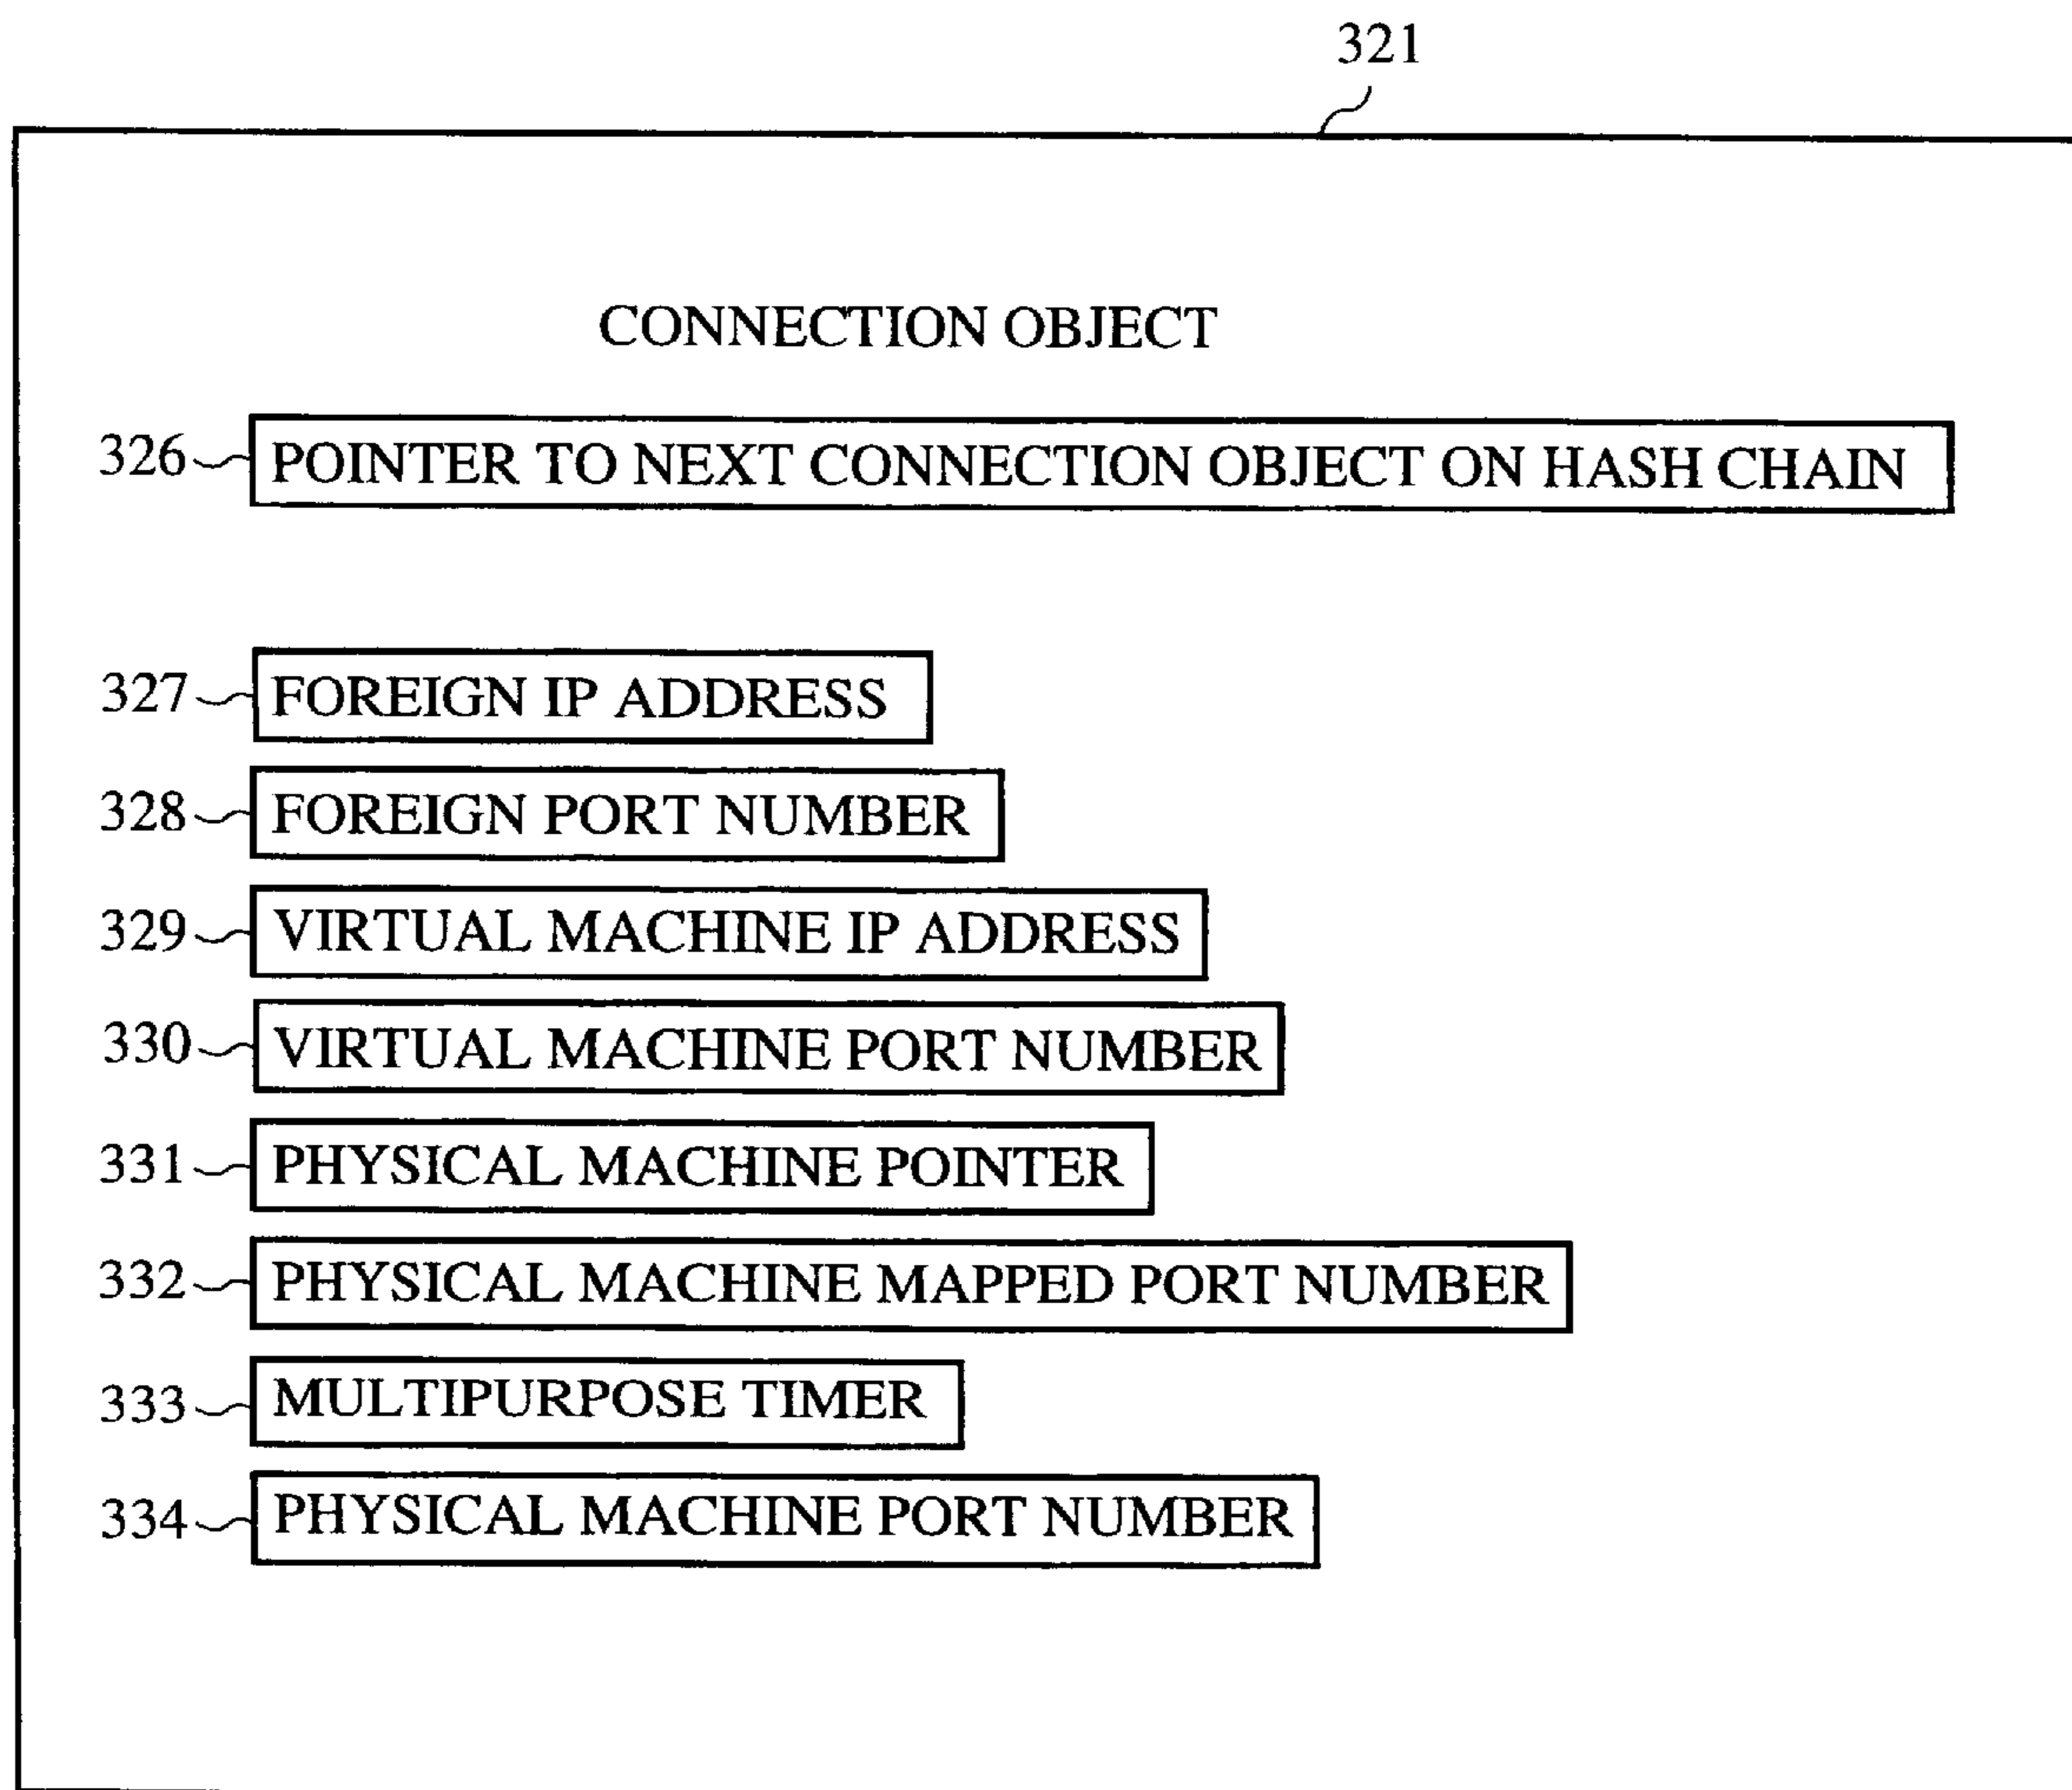 321
CONNECTION OBJECT
326 POINTER TO NEXT CONNECTION OBJECT ON HASH CHAIN
327 FOREIGN IP ADDRESS
328 FOREIGN PORT NUMBER
329 VIRTUAL MACHINE IP ADDRESS
330 VIRTUAL MACHINE PORT NUMBER
331 PHYSICAL MACHINE POINTER
332 PHYSICAL MACHINE MAPPED PORT NUMBER
333 MULTIPURPOSE TIMER
334 PHYSICAL MACHINE PORT NUMBER